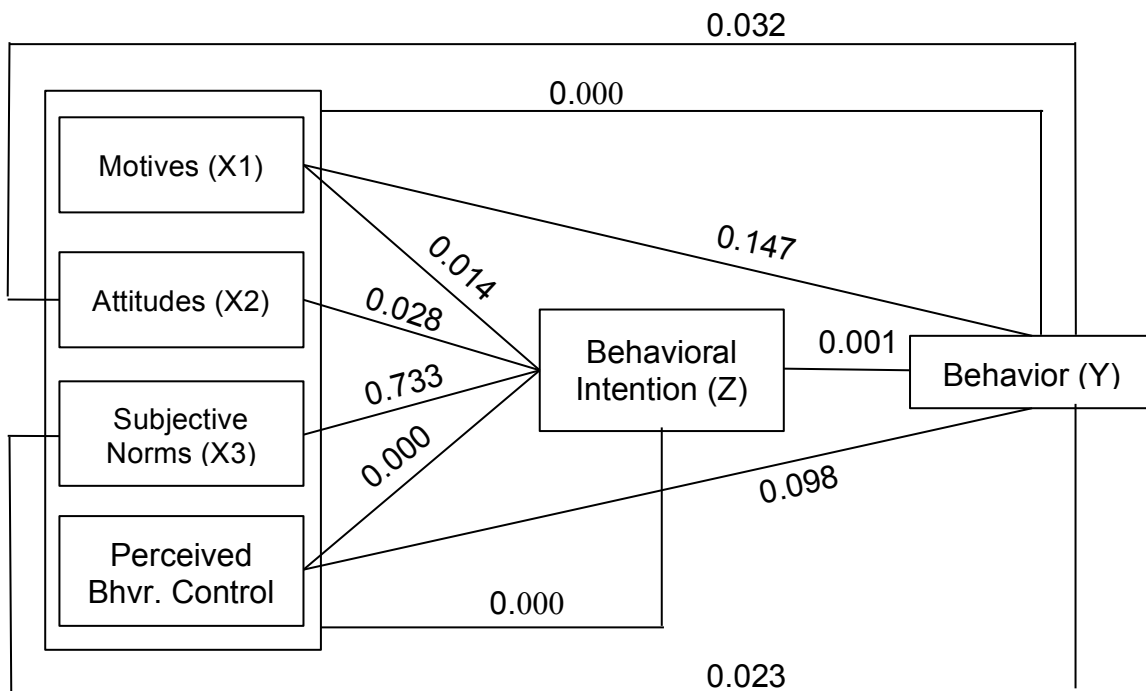 0.032
0.000
Motives (X1)
0.147
0.014
Attitudes (X2)
0.028
Behavioral
Intention (Z)
0.001
Behavior (Y)
0.733
Subjective
Norms (X3)
0.000
0.098
Perceived
Bhvr. Control
0.000
0.023